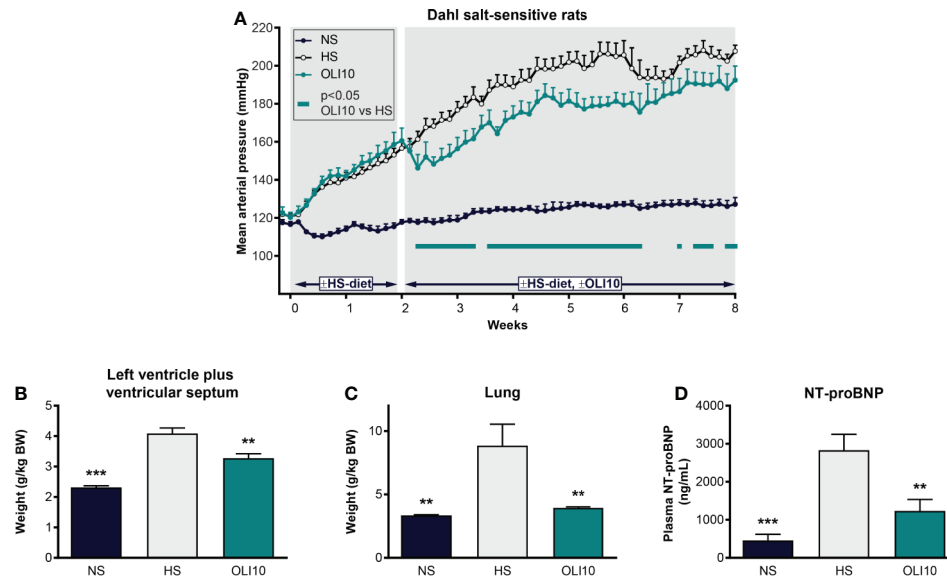 A
Dahl salt-sensitive rats
Mean arterial pressure (mmHg)
220
200
180
160
140
120
100
NS
HS
OLI10
p<0.05
OLI10 vs HS
±HS-diet
±HS-diet, ±OLI10
0 1 2 3 4 5 6 7 8
Weeks
B
Left ventricle plus
ventricular septum
Weight (g/kg BW)
5
4
3
2
1
0
***
**
NS HS OLI10
C
Lung
Weight (g/kg BW)
10
5
0
**
**
NS HS OLI10
D
NT-proBNP
Plasma NT-proBNP
(ng/mL)
4000
3000
2000
1000
0
***
**
NS HS OLI10